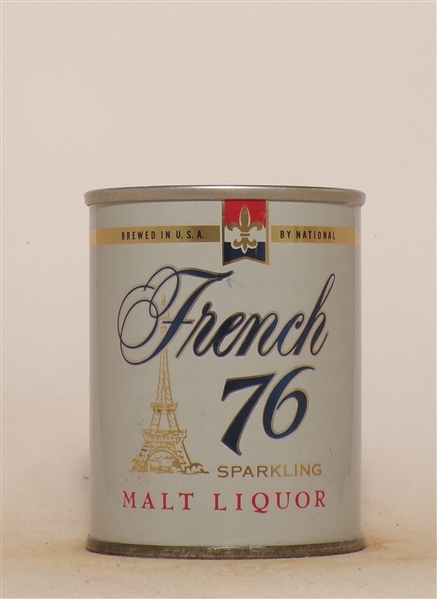 BREWED IN U.S.A. BY NATIONAL
French
76
SPARKLING
MALT LIQUOR